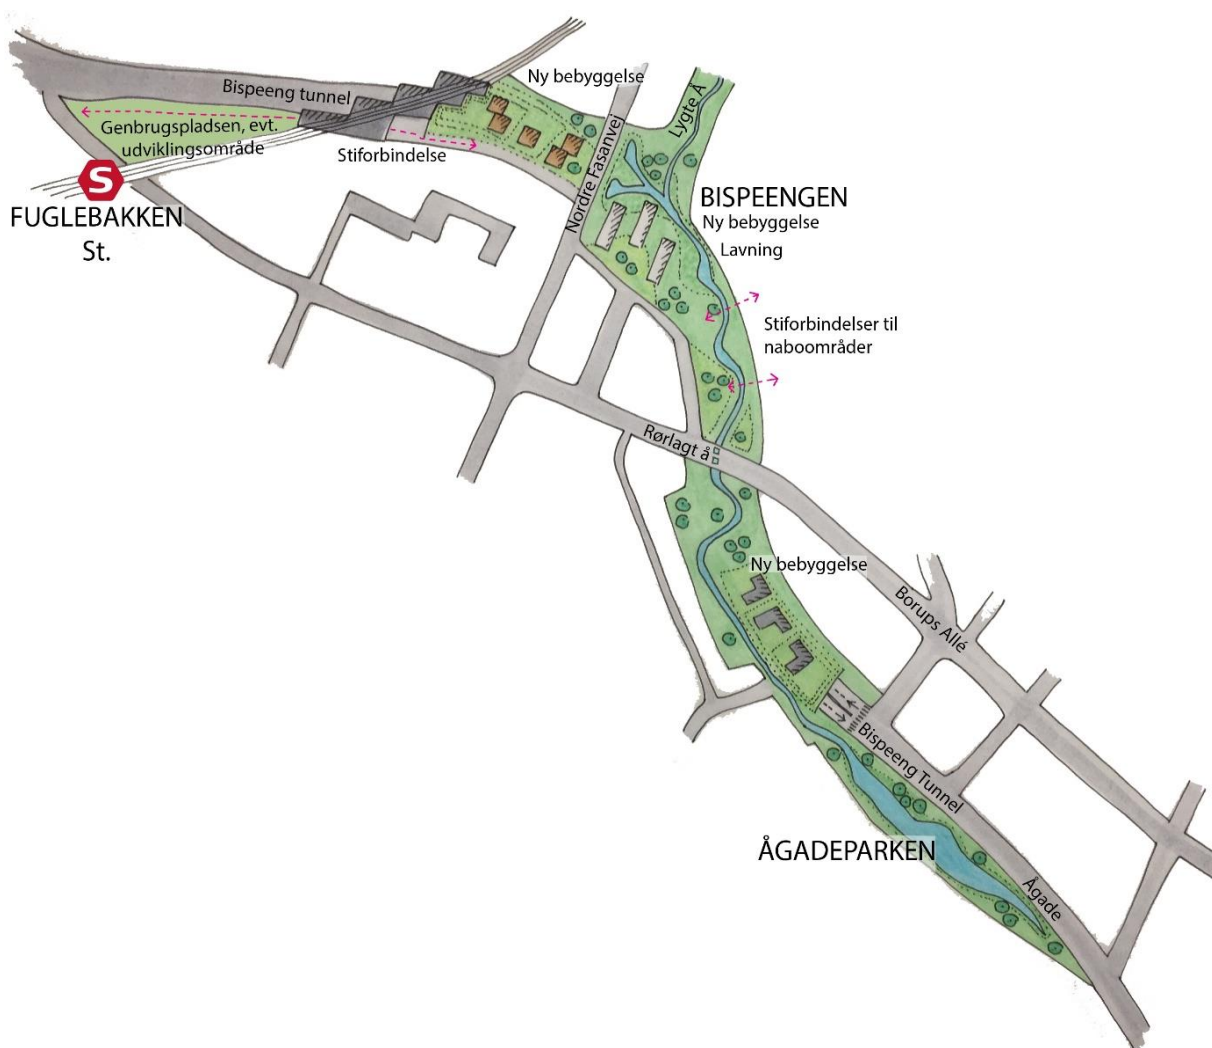 Ny bebyggelse
Bispeeng tunnel
Lygte Å
Genbrugspladsen, evt.
udviklingsområde
Stiforbindelse
Nordre Fasanvej
S
FUGLEBAKKEN
St.
BISPEENGEN
Ny bebyggelse
Lavning
Stiforbindelser til
naboområder
Rørlagt å
Ny bebyggelse
Borups Allé
Bispeeng Tunnel
ÅGADEPARKEN
Ågade